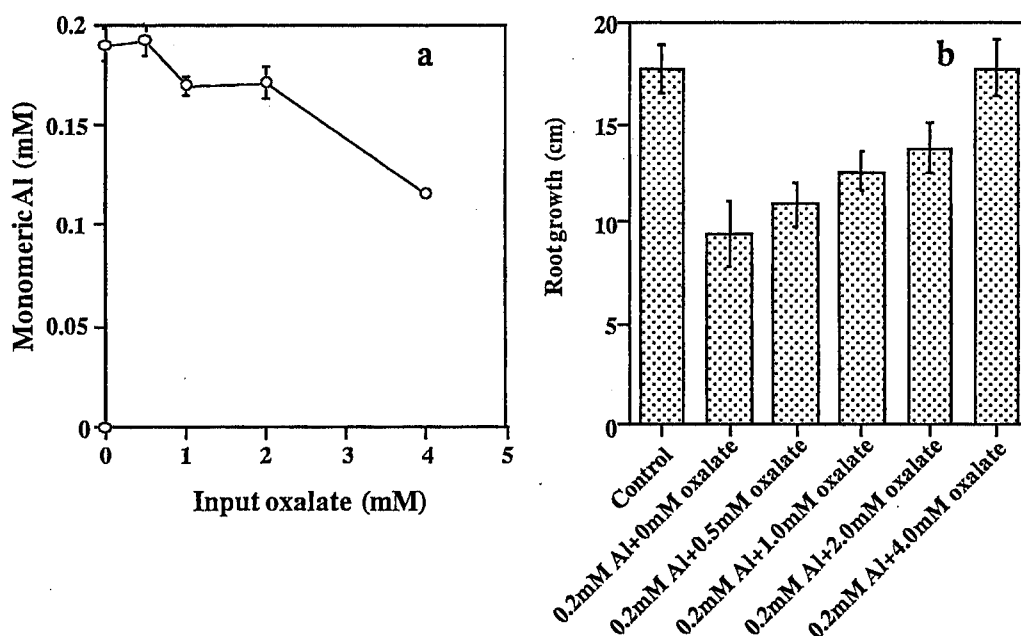 a
0.2
0.15
0.1
0.05
0
0 1 2 3 4 5
Monomeric Al (mM)
Input oxalate (mM)
b
20
15
10
5
0
Root growth (cm)
Control
0.2mM Al+0mM oxalate
0.2mM Al+0.5mM oxalate
0.2mM Al+1.0mM oxalate
0.2mM Al+2.0mM oxalate
0.2mM Al+4.0mM oxalate